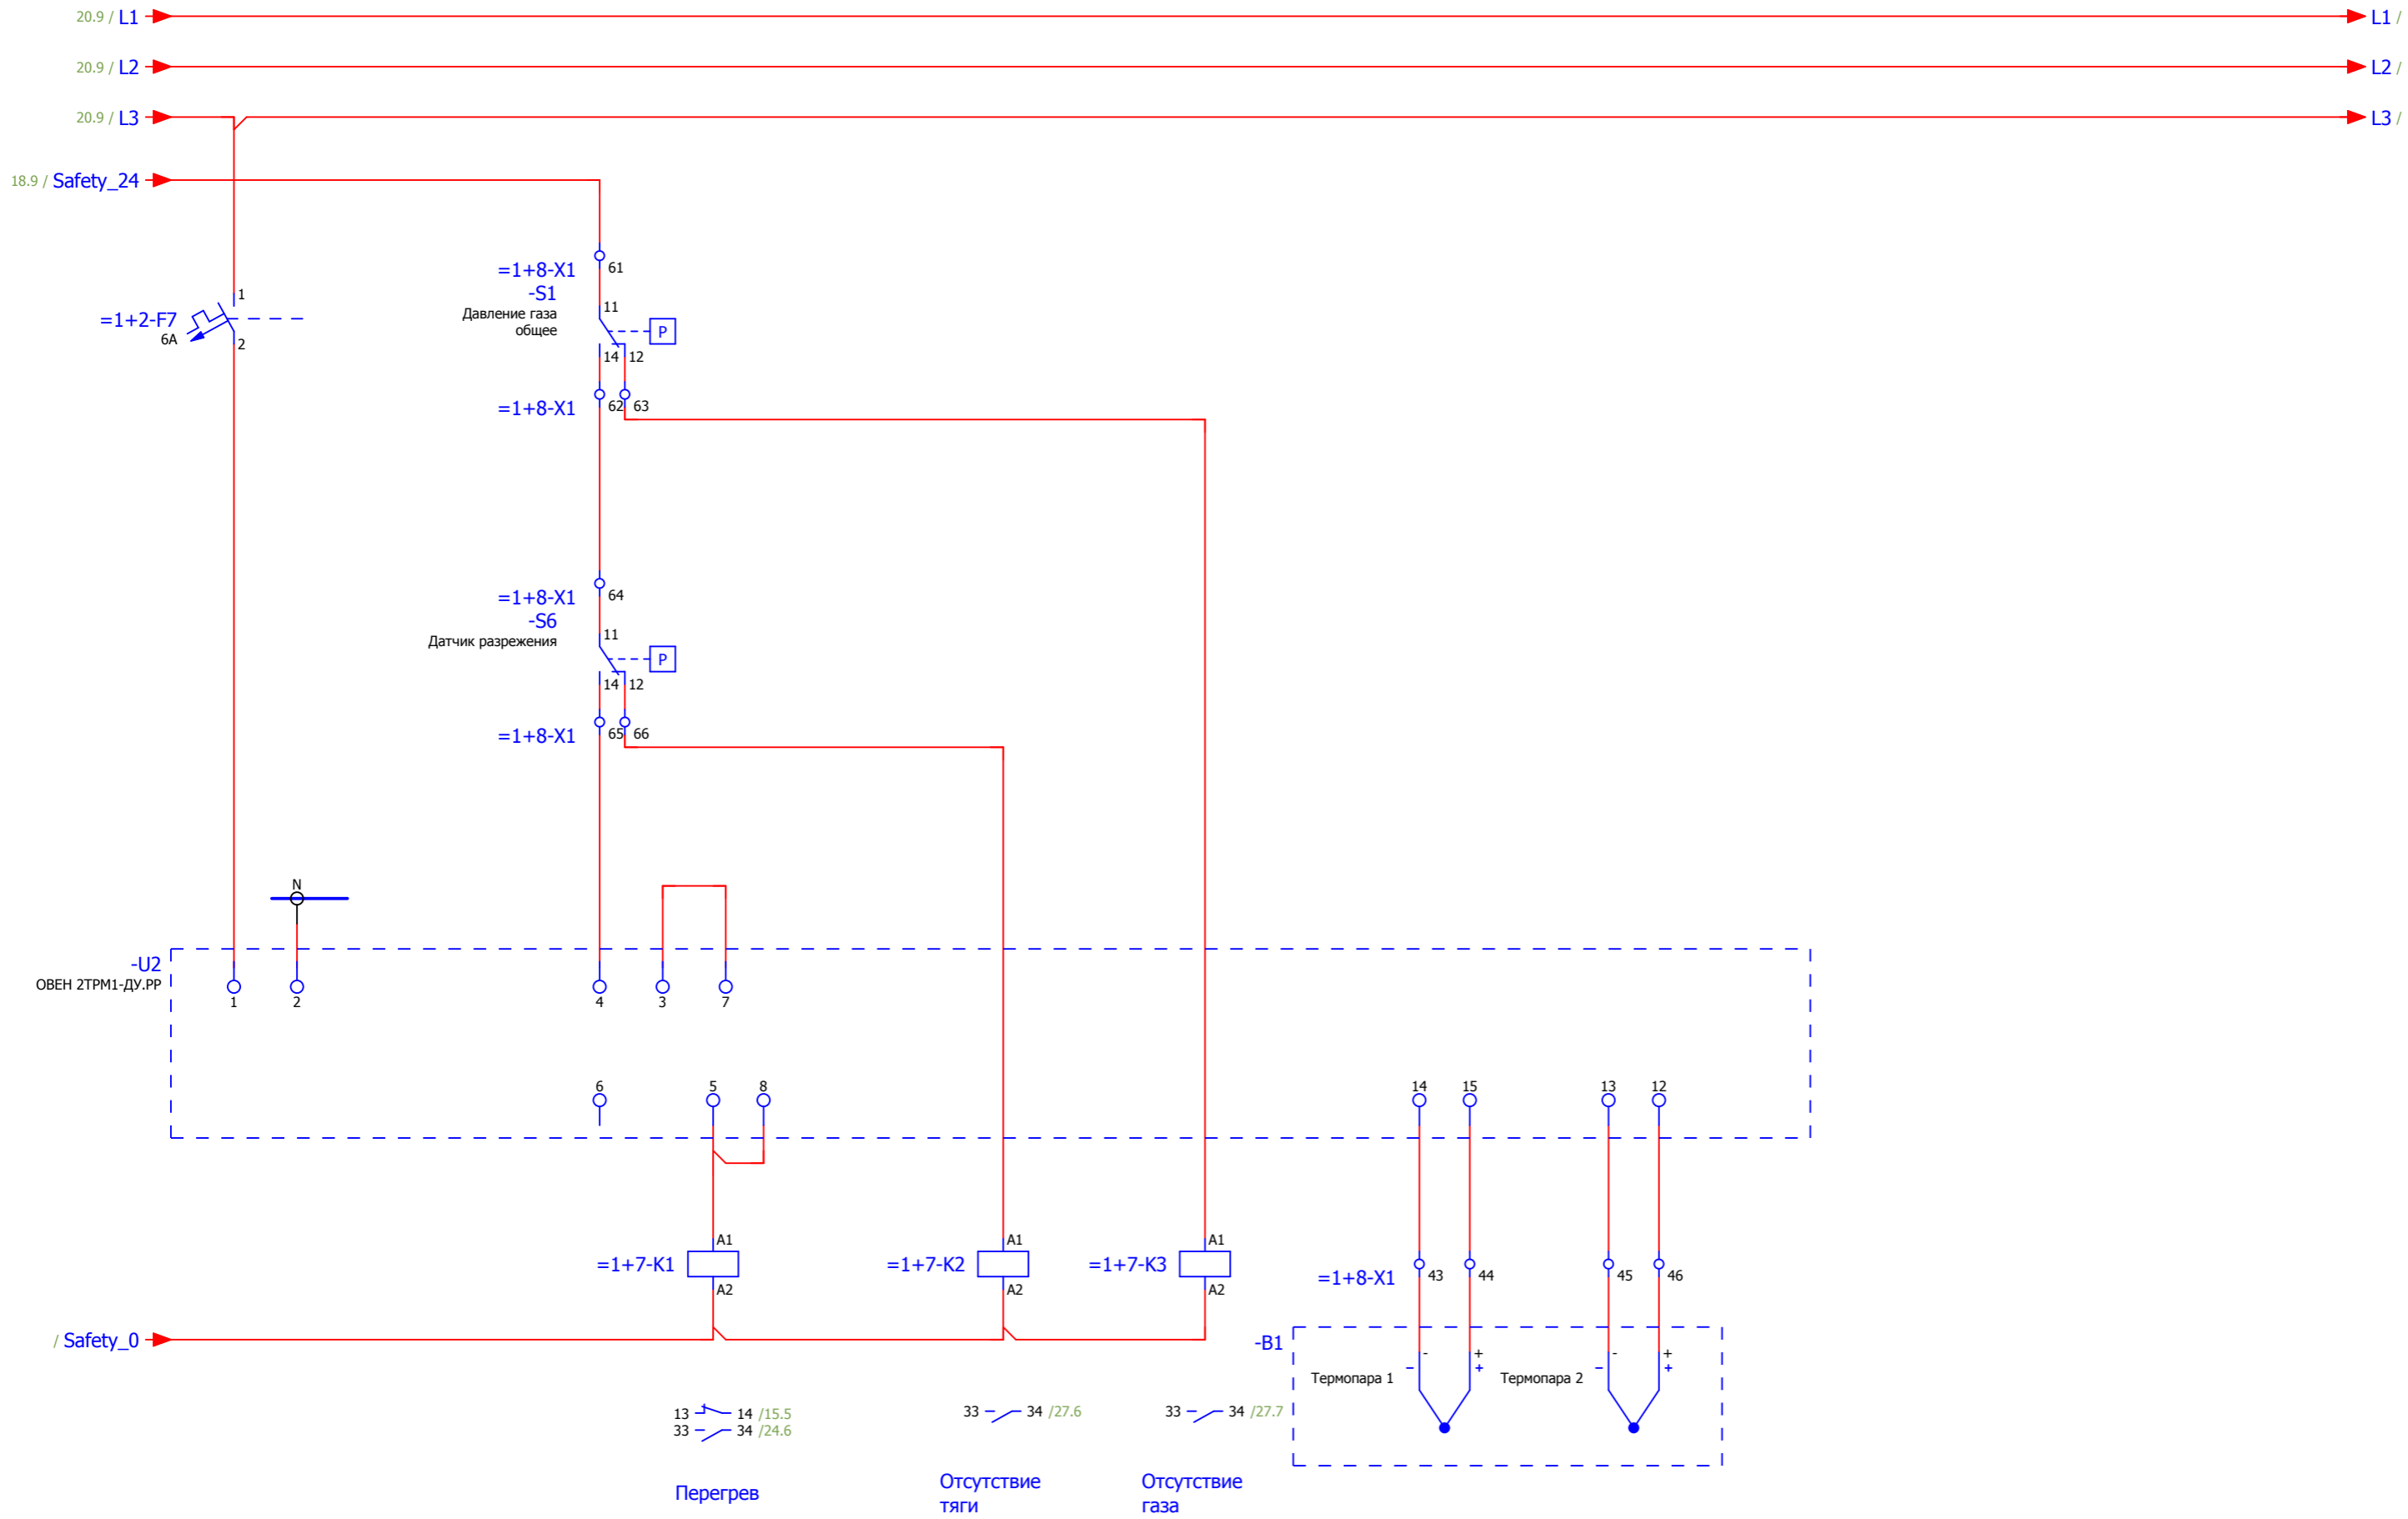 20.9 / L1
L1 /
20.9 / L2
L2 /
20.9 / L3
L3 /
18.9 / Safety_24
=1+8-X1
61
-S1
11
Давление газа
общее
P
14
12
=1+2-F7
6A
1
2
=1+8-X1
62
63
=1+8-X1
64
-S6
11
Датчик разрежения
P
14
12
=1+8-X1
65
66
N
-U2
ОВЕН 2ТРМ1-ДУ.РР
1
2
4
3
7
6
5
8
14
15
13
12
=1+7-K1
A1
A2
=1+7-K2
A1
A2
=1+7-K3
A1
A2
=1+8-X1
43
44
45
46
/ Safety_0
-B1
Термопара 1
-
+
-
+
Термопара 2
-
+
-
+
13
14 /15.5
33
34 /24.6
33
34 /27.6
33
34 /27.7
Перегрев
Отсутствие
тяги
Отсутствие
газа